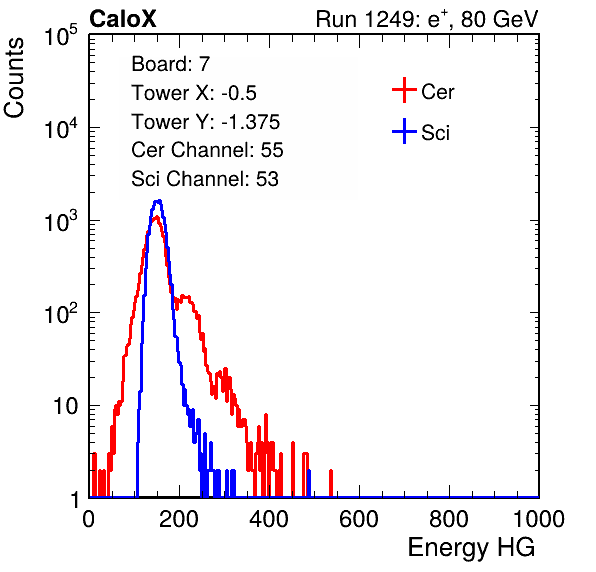 CaloX Run 1249: e⁺, 80 GeV
Counts
10⁵
10⁴
10³
10²
10
1
Board: 7
Tower X: -0.5
Tower Y: -1.375
Cer Channel: 55
Sci Channel: 53
Cer
Sci
0 200 400 600 800 1000
Energy HG